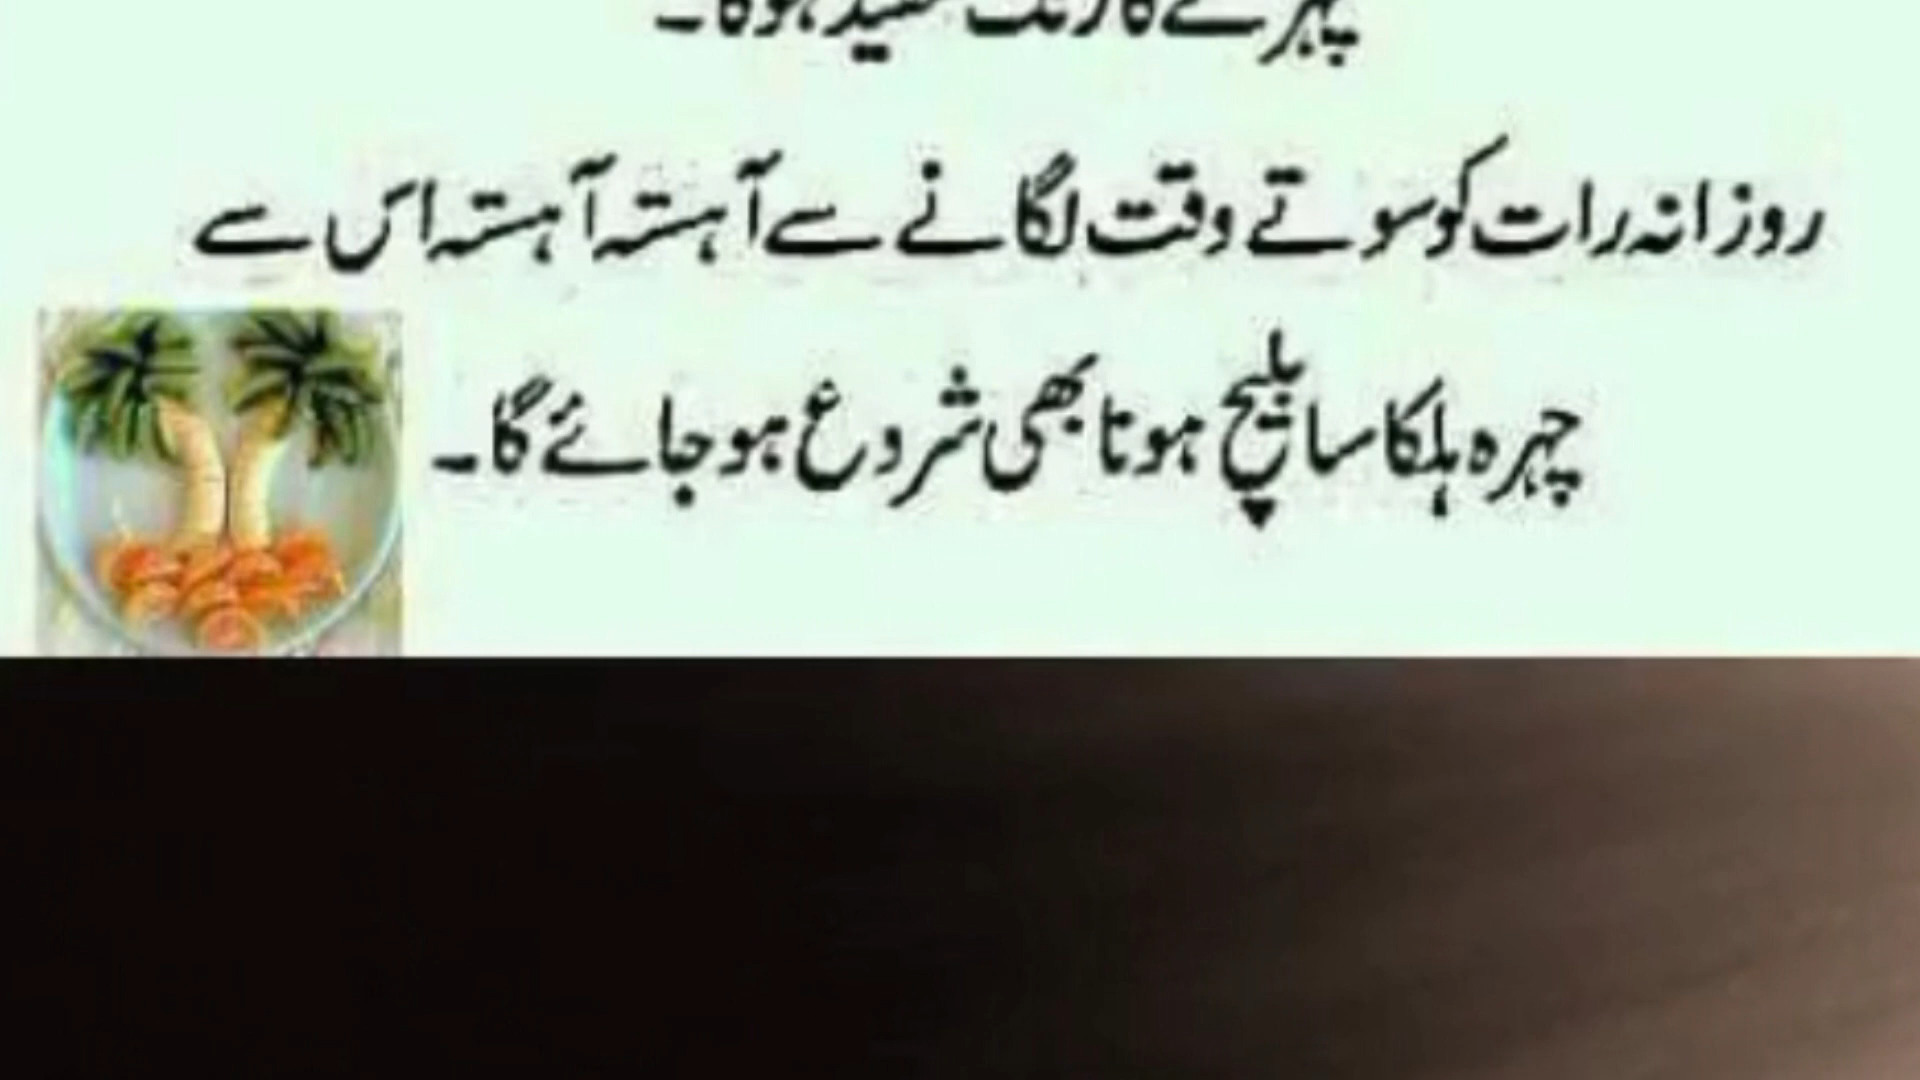 چہرے کا رنگ سفید ہوگا۔
روزانہ رات کو سوتے وقت لگانے سے آہستہ آہستہ اس سے
چہرہ ہلکا سا بلیچ ہونا بھی شروع ہو جائے گا۔